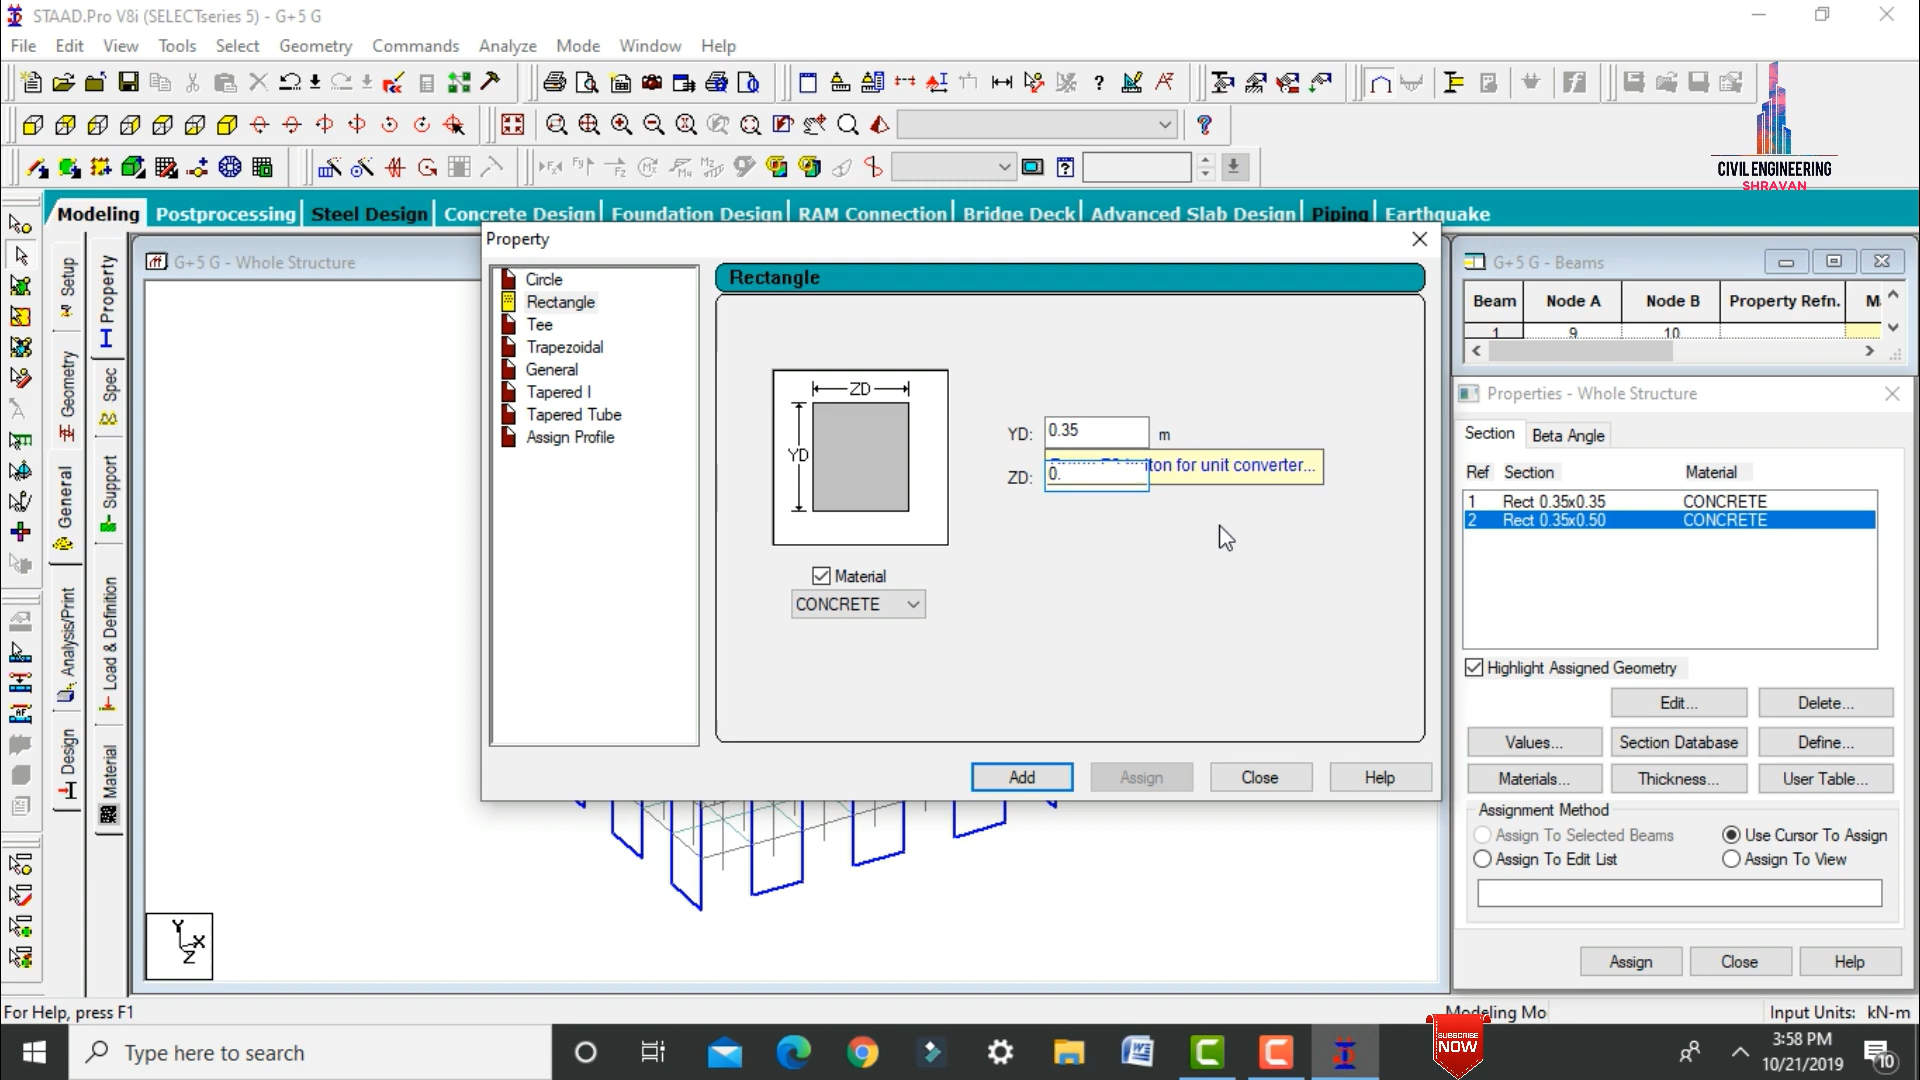 STAAD.Pro V8i (SELECTseries 5) - G+5 G
File Edit View Tools Select Geometry Commands Analyze Mode Window Help
CIVIL ENGINEERING
SHRAVAN
Modeling Postprocessing Steel Design Concrete Design Foundation Design RAM Connection Bridge Deck Advanced Slab Design Piping Earthquake
Setup
Geometry
General
Analysis/Print
Design
Property
Spec
Support
Load & Definition
Material
G+5 G - Whole Structure
Property
Circle
Rectangle
Tee
Trapezoidal
General
Tapered I
Tapered Tube
Assign Profile
Rectangle
ZD
YD
YD: 0.35 m
ZD: 0.
button for unit converter...
Material
CONCRETE
Add Assign Close Help
G+5 G - Beams
Beam Node A Node B Property Refn.
1 9 10
Properties - Whole Structure
Section Beta Angle
Ref Section Material
1 Rect 0.35x0.35 CONCRETE
2 Rect 0.35x0.50 CONCRETE
Highlight Assigned Geometry
Edit... Delete...
Values... Section Database Define...
Materials... Thickness... User Table...
Assignment Method
Assign To Selected Beams Use Cursor To Assign
Assign To Edit List Assign To View
Assign Close Help
Y
X
Z
For Help, press F1
Modeling Mo
Input Units: kN-m
Type here to search
SUBSCRIBE
NOW
3:58 PM
10/21/2019
10